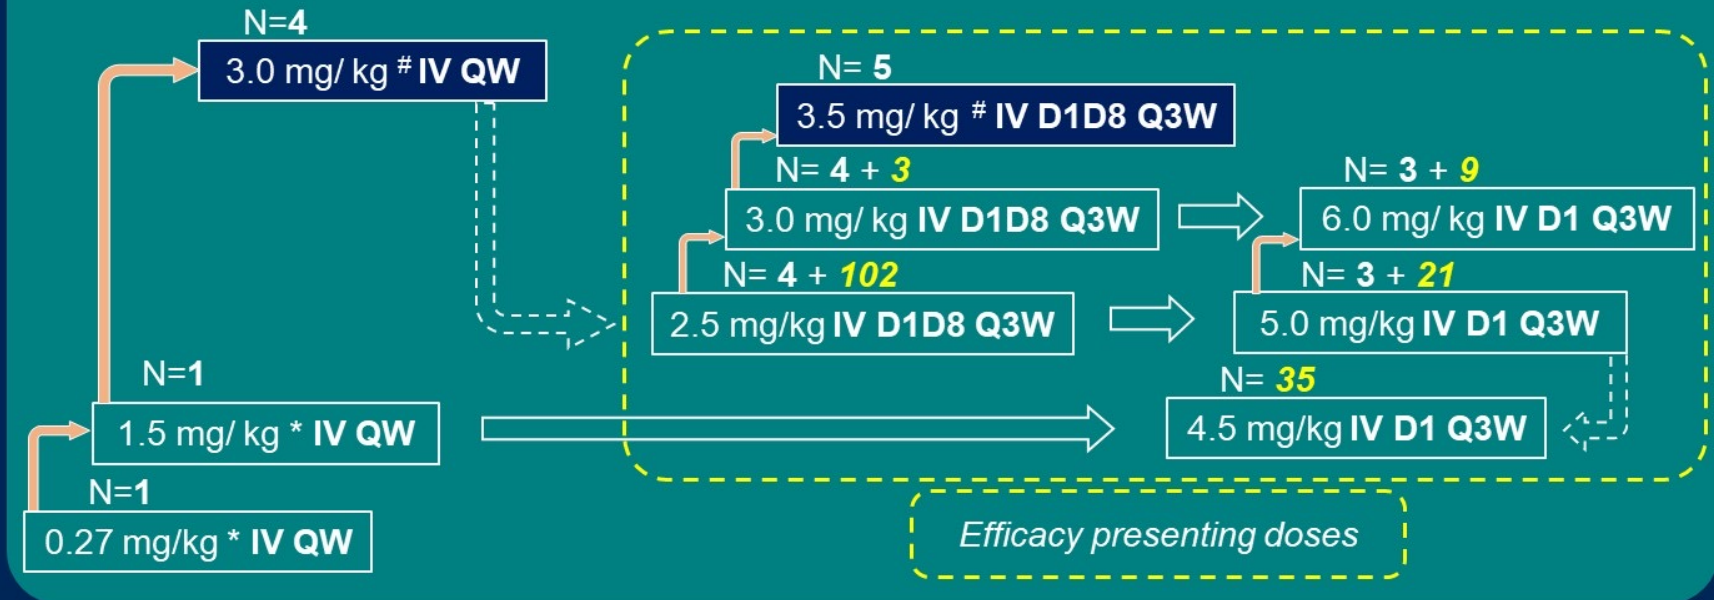 N=4
3.0 mg/ kg # IV QW
N= 5
3.5 mg/ kg # IV D1D8 Q3W
N= 4 + 3
3.0 mg/ kg IV D1D8 Q3W
N= 3 + 9
6.0 mg/ kg IV D1 Q3W
N= 4 + 102
2.5 mg/kg IV D1D8 Q3W
N= 3 + 21
5.0 mg/kg IV D1 Q3W
N=1
1.5 mg/ kg * IV QW
N= 35
4.5 mg/kg IV D1 Q3W
N=1
0.27 mg/kg * IV QW
Efficacy presenting doses